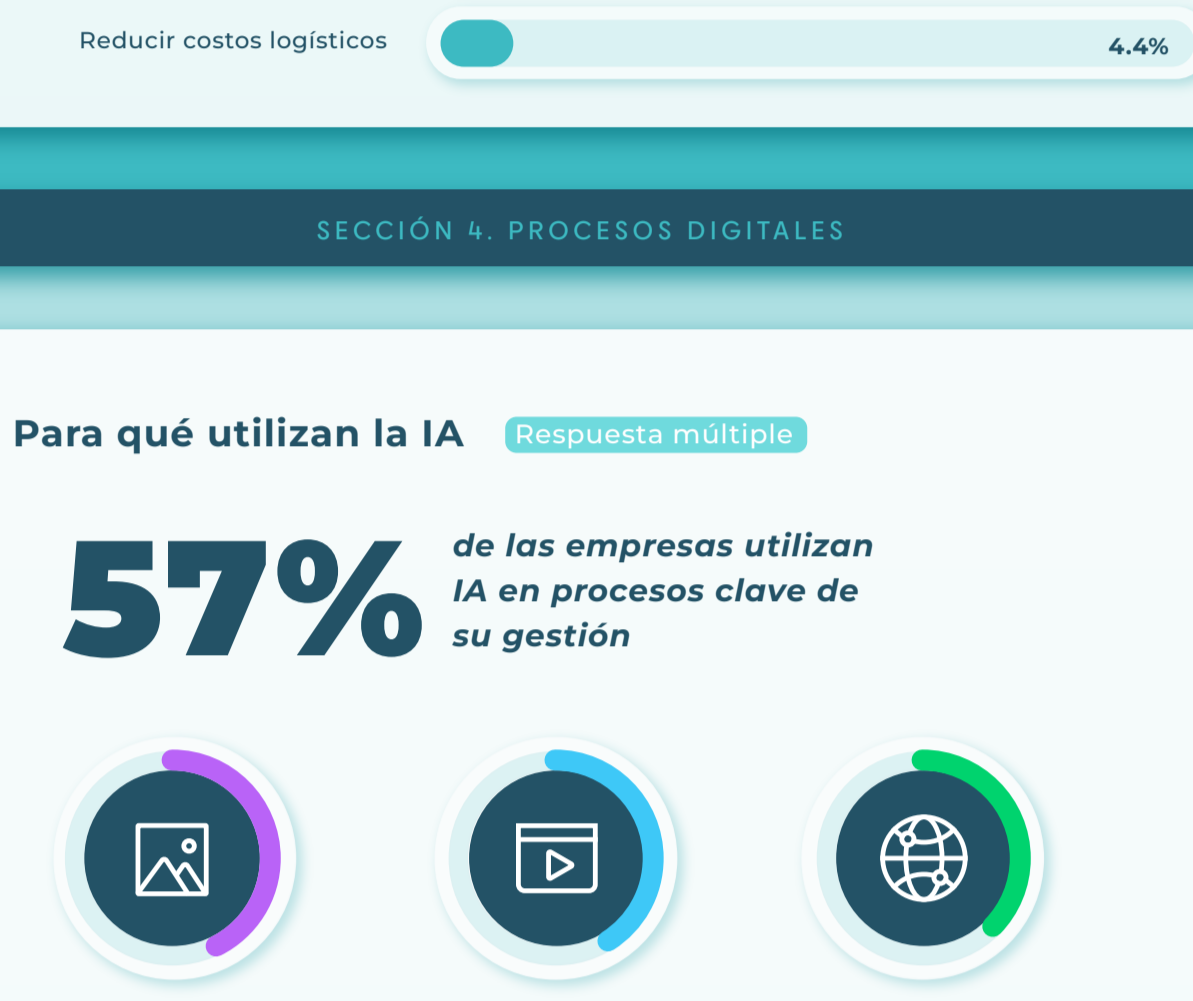 Reducir costos logísticos
4.4%
SECCIÓN 4. PROCESOS DIGITALES
Para qué utilizan la IA
Respuesta múltiple
57%
de las empresas utilizan
IA en procesos clave de
su gestión